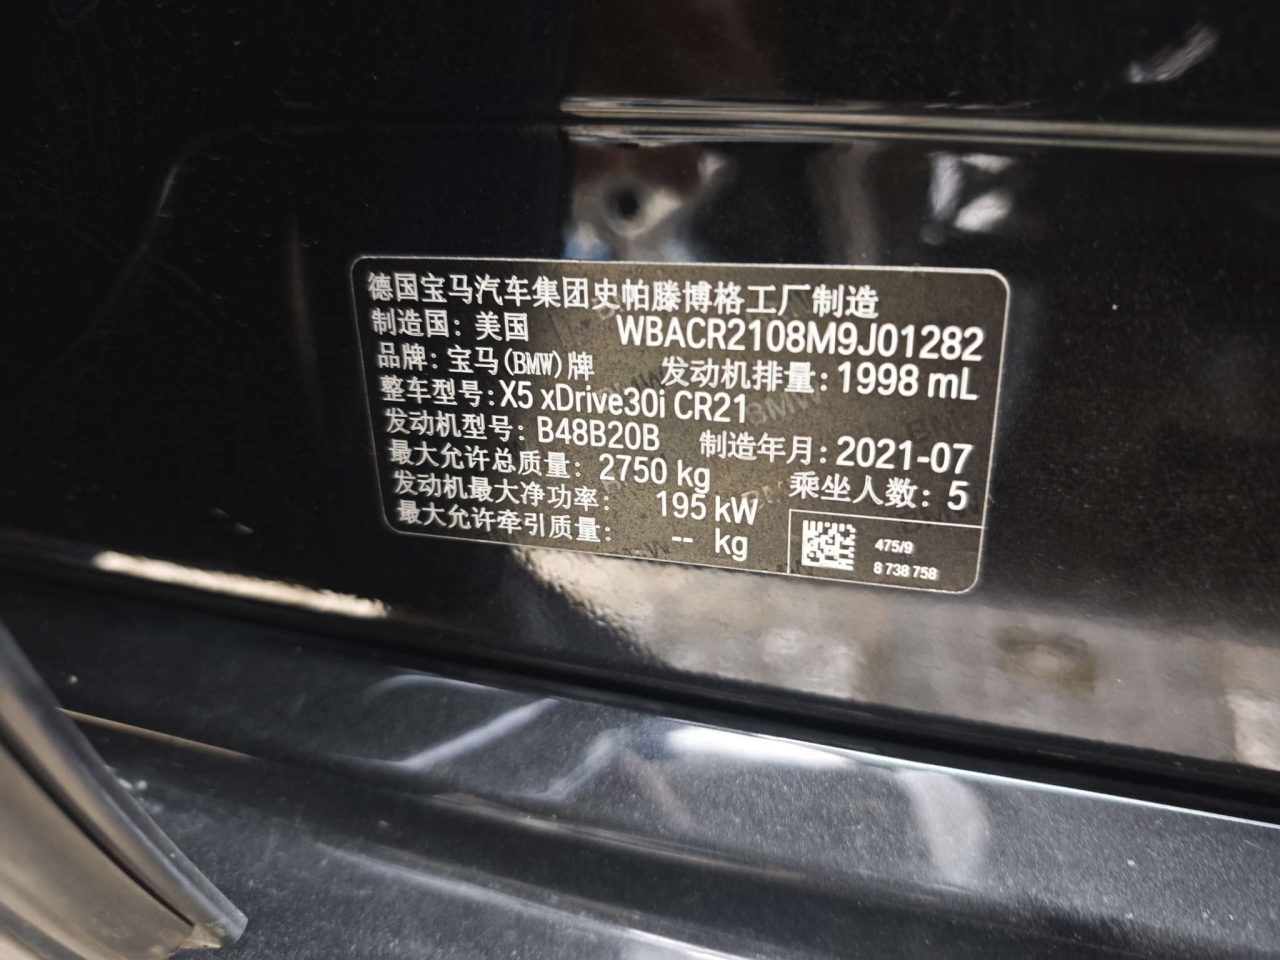 德国宝马汽车集团史帕滕博格工厂制造
制造国: 美国 WBACR2108M9J01282
品牌: 宝马(BMW)牌 发动机排量: 1998 mL
整车型号: X5 xDrive30i CR21
发动机型号: B48B20B 制造年月: 2021-07
最大允许总质量: 2750 kg 乘坐人数: 5
发动机最大净功率: 195 kW
最大允许牵引质量: -- kg
475/9
8 738 758